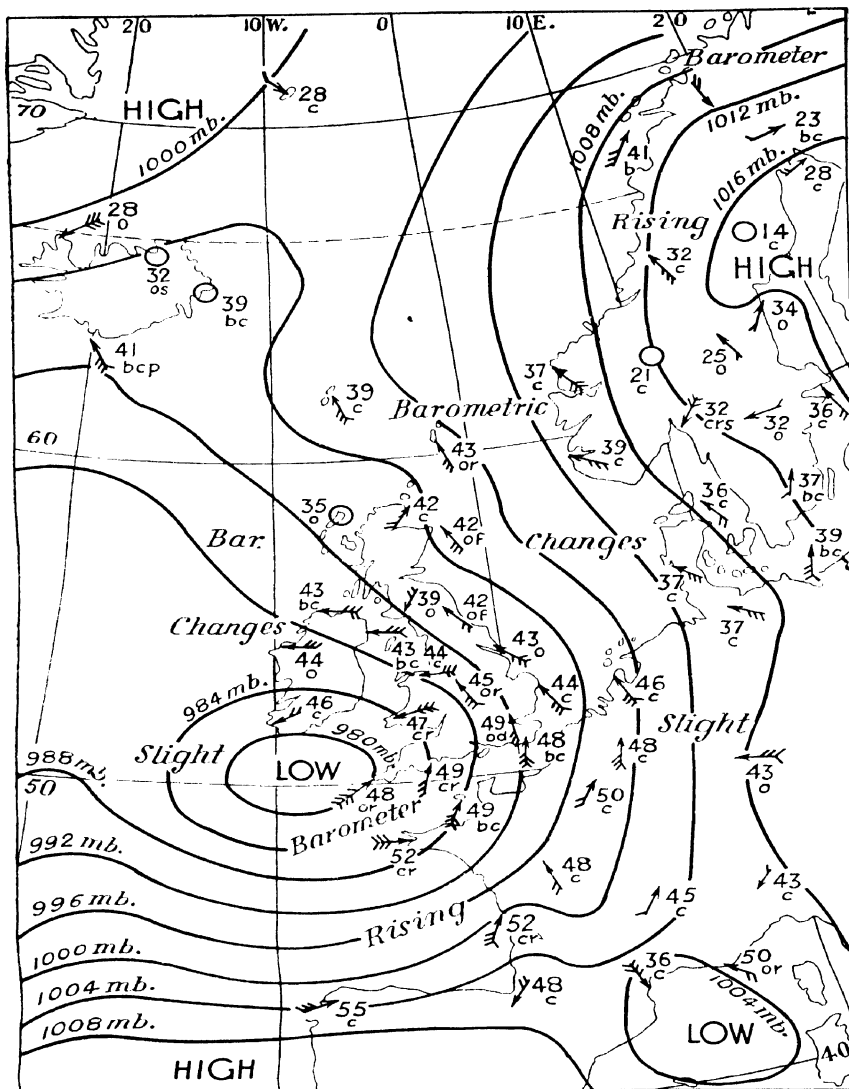 20
10 W.
0
10 E.
20
Barometer
70
HIGH
28
c
1000 mb.
1008 mb.
1012 mb.
23
bc
41
b
28
c
1016 mb.
28
o
Rising
32
c
14
c
HIGH
32
os
39
bc
34
o
41
bcp
25
o
21
c
37
c
39
c
Barometric
32
crs
32
o
36
c
60
43
or
39
c
37
bc
36
c
35
o
42
c
42
of
Bar.
Changes
39
bc
37
c
43
bc
39
o
42
of
37
c
Changes
43
bc
44
c
43
o
44
o
45
or
44
c
46
c
984 mb.
46
c
47
cr
49
od
48
bc
48
c
Slight
988 mb.
Slight
980 mb.
LOW
43
o
50
48
or
49
cr
50
c
49
bc
Barometer
992 mb.
52
cr
48
c
43
c
996 mb.
Rising
45
c
52
cr
1000 mb.
36
c
50
or
1004 mb.
48
c
1004 mb.
55
c
1008 mb.
LOW
HIGH
40